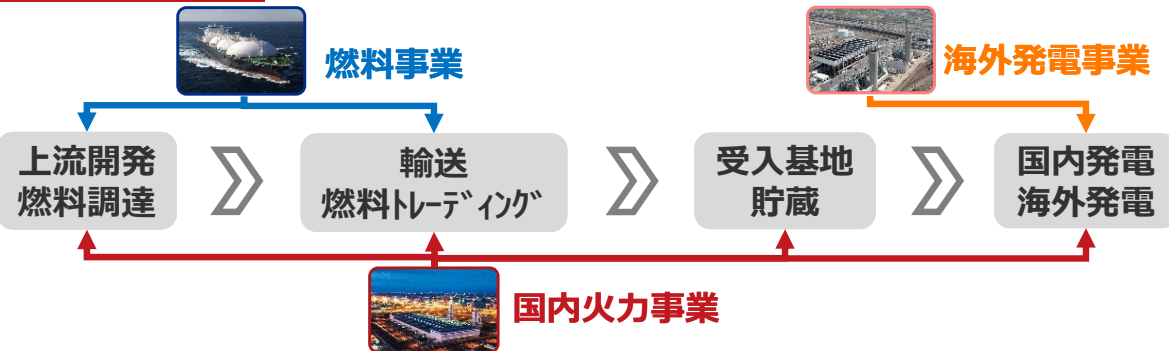 燃料事業
海外発電事業
上流開発
燃料調達
輸送
燃料ﾄﾚｰﾃﾞｨﾝｸﾞ
受入基地
貯蔵
国内発電
海外発電
国内火力事業